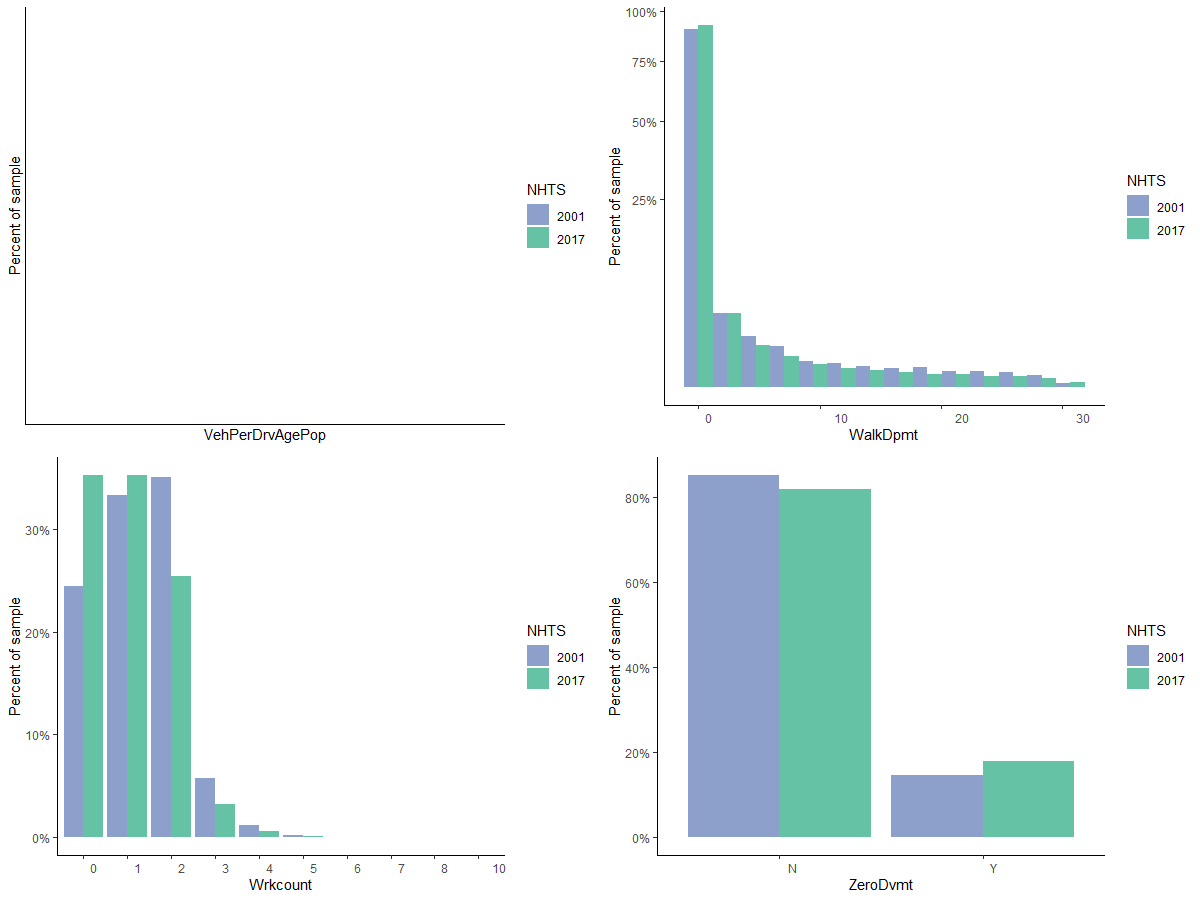 Percent of sample
VehPerDrvAgePop
NHTS
2001
2017
100%
75%
50%
25%
Percent of sample
0 10 20 30
WalkDpmt
NHTS
2001
2017
30%
20%
10%
0%
Percent of sample
0 1 2 3 4 5 6 7 8 10
Wrkcount
NHTS
2001
2017
80%
60%
40%
20%
0%
Percent of sample
N Y
ZeroDvmt
NHTS
2001
2017